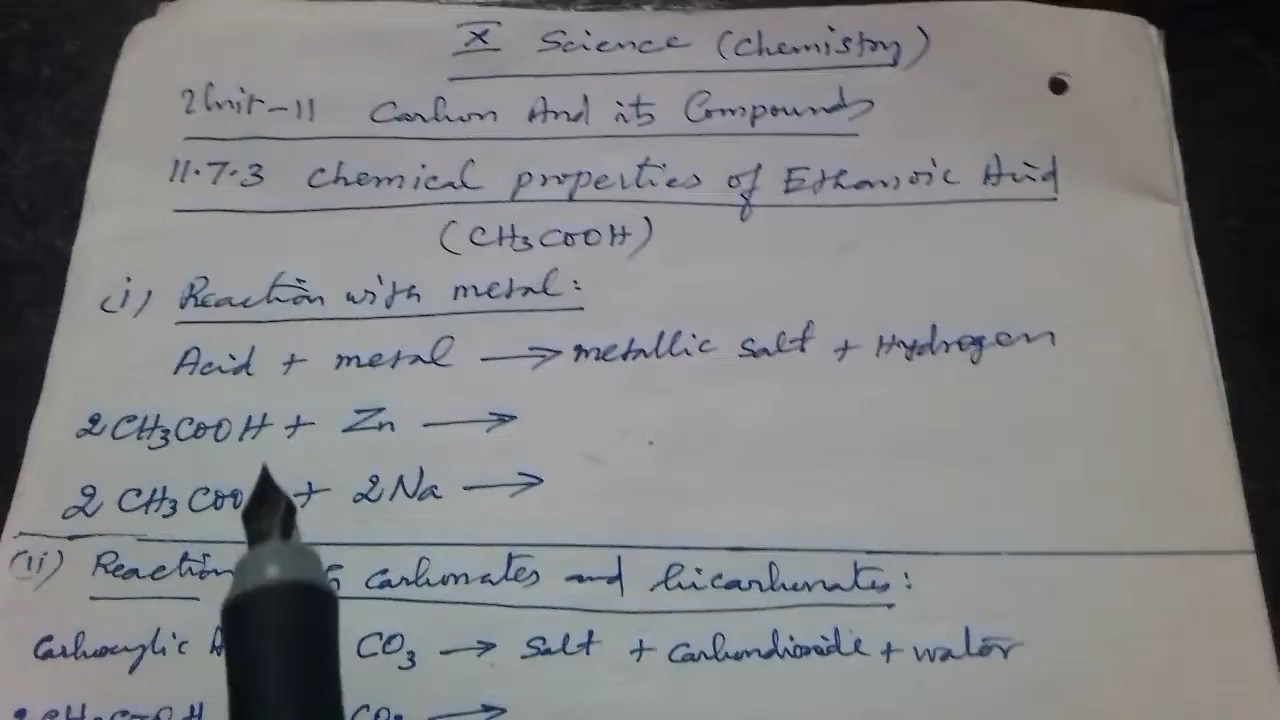 X Science (Chemistry)
Unit-11 Carbon And its Compounds
11.7.3 Chemical properties of Ethanoic Acid
(CH3COOH)
(i) Reaction with metal:
Acid + metal → metallic salt + Hydrogen
2CH3COOH + Zn →
2 CH3COO + 2Na →
(ii) Reaction carbonates and bicarbonates:
Carboxylic CO3 → Salt + Carbondioxide + water
2CH3COOH →